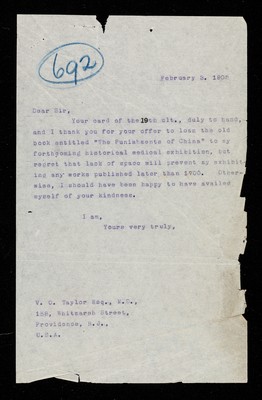 692
February 3, 1906
Dear Sir,
Your card of the 19th ult., duly to hand,
and I thank you for your offer to loan the old
book entitled "The Punishments of China" to my
forthcoming historical medical exhibition, but
regret that lack of space will prevent my exhibit-
ing any works published later than 1800. Other-
wise, I should have been happy to have availed
myself of your kindness.
I am,
Yours very truly,
W. O. Taylor Esq., M.D.,
Whitmarsh Street,
Providence, R.I.,
U.S.A.